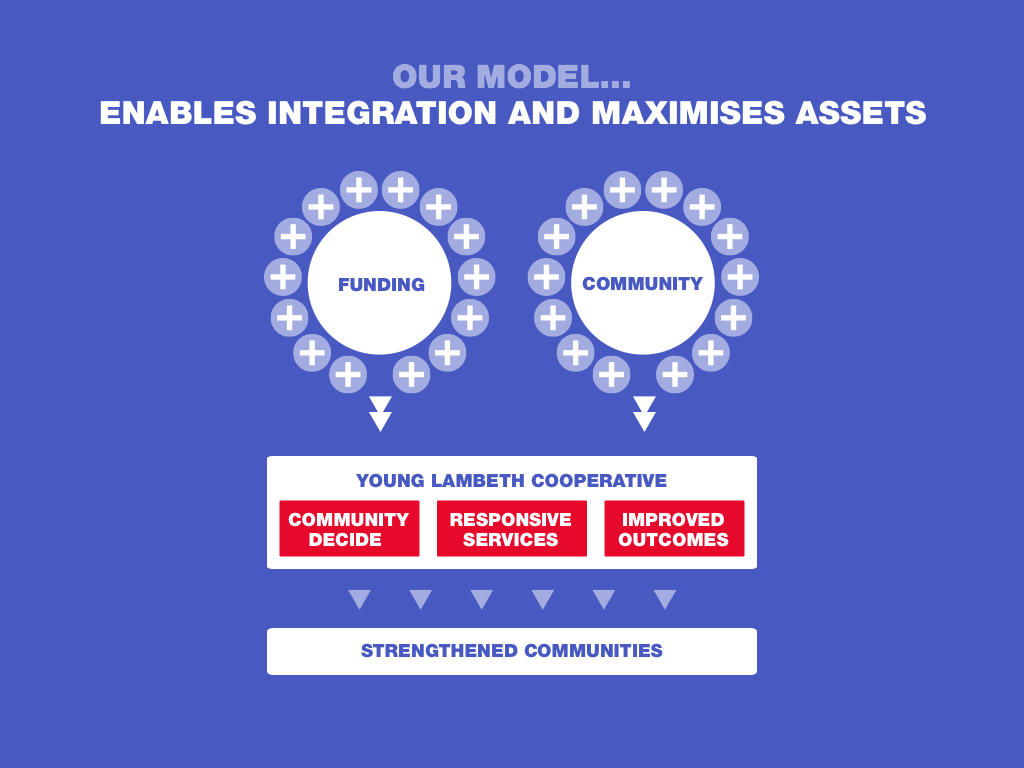 OUR MODEL...
ENABLES INTEGRATION AND MAXIMISES ASSETS
FUNDING
COMMUNITY
YOUNG LAMBETH COOPERATIVE
COMMUNITY
DECIDE
RESPONSIVE
SERVICES
IMPROVED
OUTCOMES
STRENGTHENED COMMUNITIES